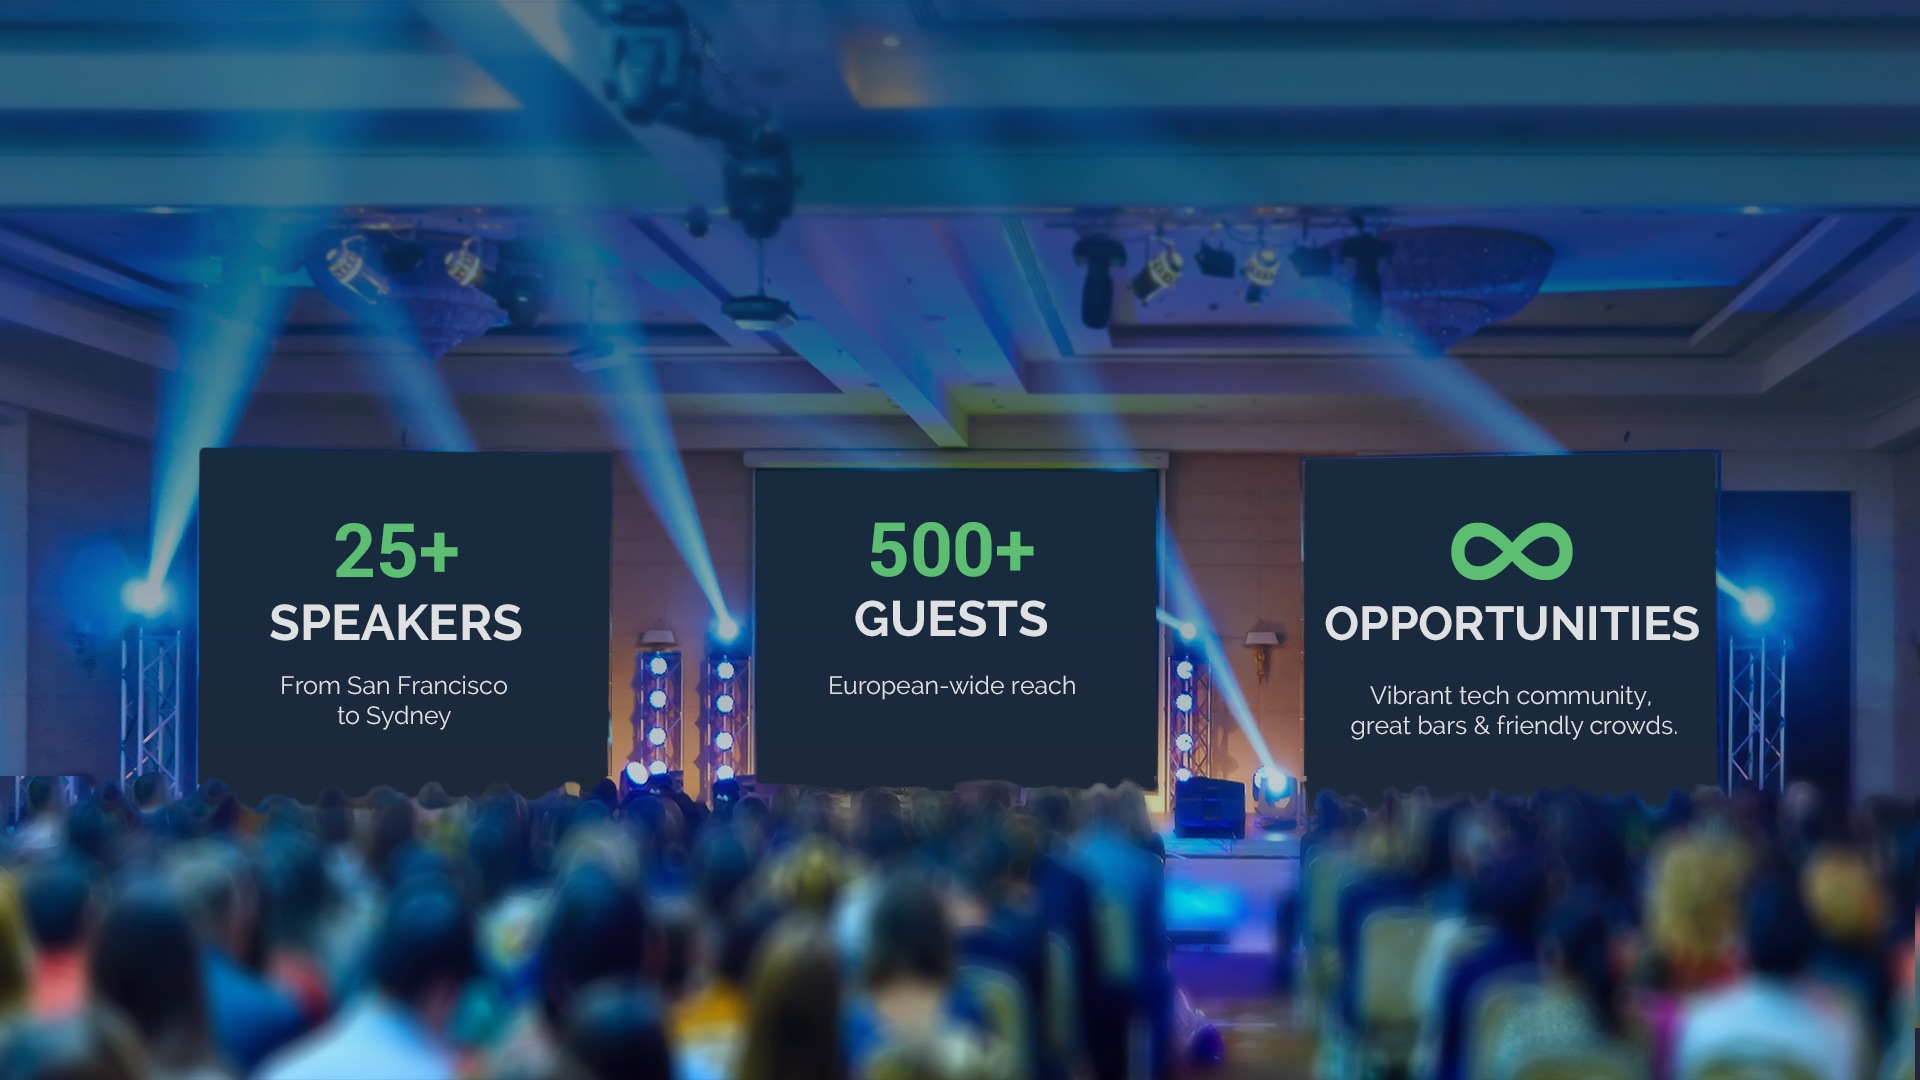 25+
SPEAKERS
From San Francisco
to Sydney
500+
GUESTS
European-wide reach
∞
OPPORTUNITIES
Vibrant tech community,
great bars & friendly crowds.